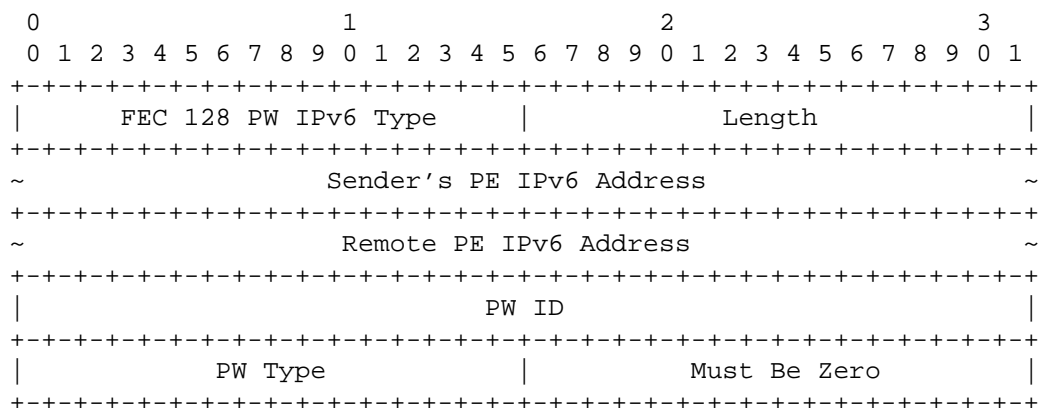 0                   1                   2                   3
 0 1 2 3 4 5 6 7 8 9 0 1 2 3 4 5 6 7 8 9 0 1 2 3 4 5 6 7 8 9 0 1
+-+-+-+-+-+-+-+-+-+-+-+-+-+-+-+-+-+-+-+-+-+-+-+-+-+-+-+-+-+-+-+-+
|      FEC 128 PW IPv6 Type     |            Length             |
+-+-+-+-+-+-+-+-+-+-+-+-+-+-+-+-+-+-+-+-+-+-+-+-+-+-+-+-+-+-+-+-+
~                   Sender's PE IPv6 Address                    ~
+-+-+-+-+-+-+-+-+-+-+-+-+-+-+-+-+-+-+-+-+-+-+-+-+-+-+-+-+-+-+-+-+
~                    Remote PE IPv6 Address                     ~
+-+-+-+-+-+-+-+-+-+-+-+-+-+-+-+-+-+-+-+-+-+-+-+-+-+-+-+-+-+-+-+-+
|                             PW ID                             |
+-+-+-+-+-+-+-+-+-+-+-+-+-+-+-+-+-+-+-+-+-+-+-+-+-+-+-+-+-+-+-+-+
|            PW Type            |          Must Be Zero         |
+-+-+-+-+-+-+-+-+-+-+-+-+-+-+-+-+-+-+-+-+-+-+-+-+-+-+-+-+-+-+-+-+